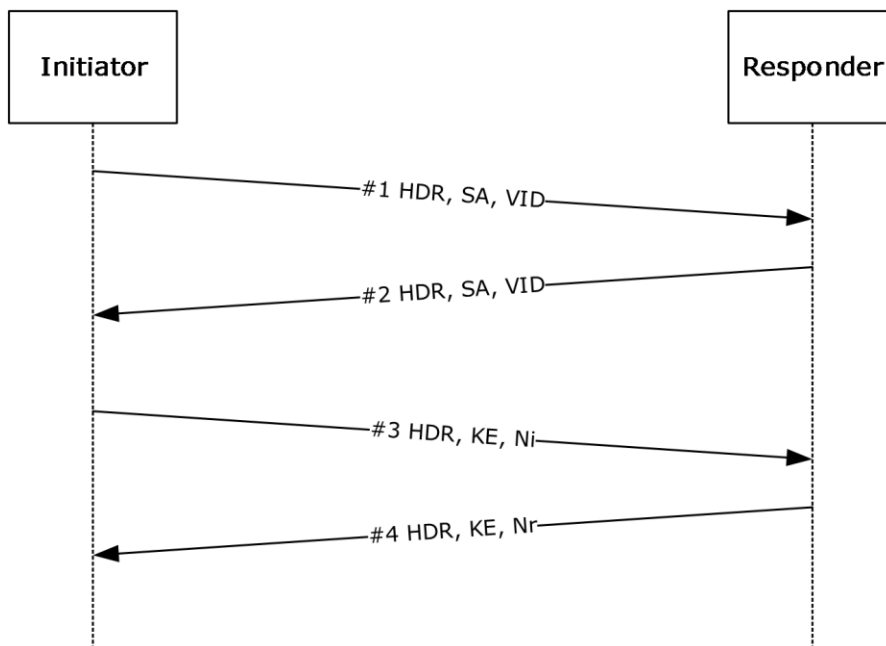 Initiator
Responder
#1 HDR, SA, VID
#2 HDR, SA, VID
#3 HDR, KE, Ni
#4 HDR, KE, Nr